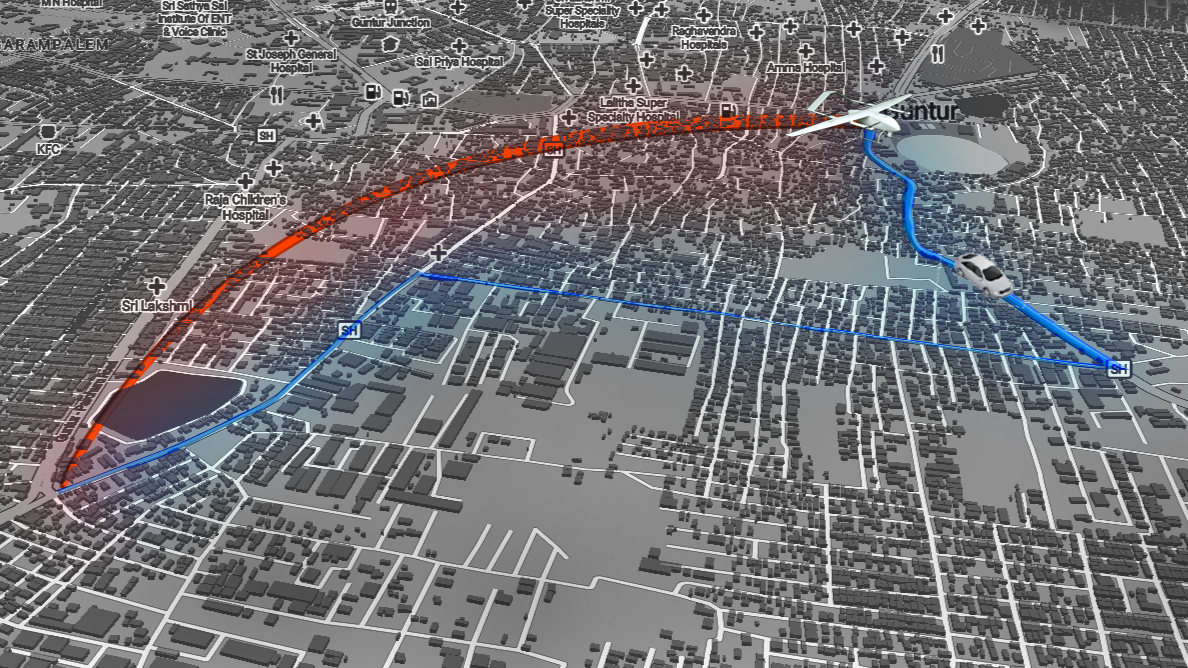 M N Hospital
Sri Sathya Sai
Institute Of ENT
& Voice Clinic
Guntur Junction
Super Specialty
Hospitals
Raghavendra
Hospitals
ARAMPALEM
St Joseph General
Hospital
Sai Priya Hospital
Amma Hospital
Lalitha Super
Specialty Hospital
Guntur
SH
KFC
SH
Raja Children's
Hospital
Sri Lakshmi
SH
SH